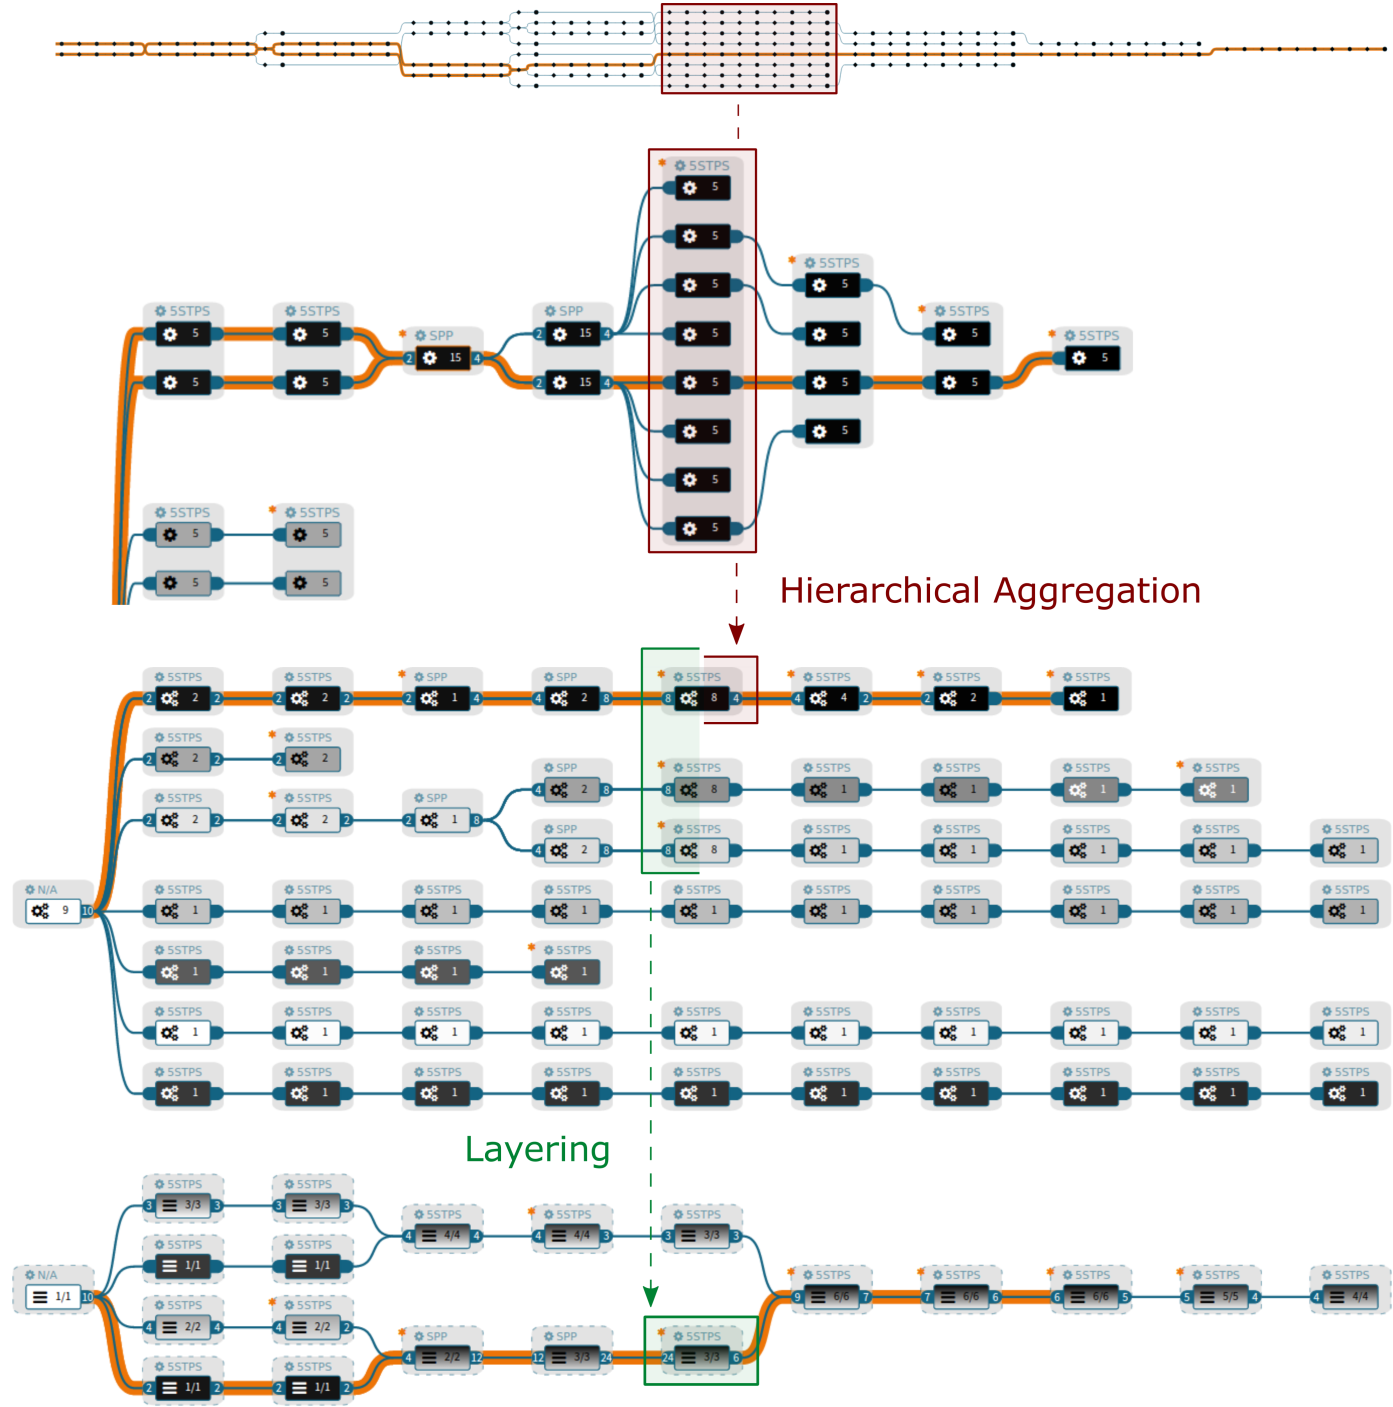 * 5STPS
5
5
* 5STPS
5 5
5STPS 5STPS * 5STPS
5 5 * SPP SPP 5 5 5 * 5STPS
2 15 4 2 15 4 5
5 5 2 15 4 5 5 5
5 5
5STPS * 5STPS 5
5 5 5
5 5
Hierarchical Aggregation
5STPS 5STPS * SPP SPP * 5STPS * 5STPS * 5STPS * 5STPS
2 2 2 2 2 2 2 1 4 4 2 8 8 8 4 4 4 2 2 2 1
5STPS * 5STPS
2 2 2 2 2 SPP * 5STPS 5STPS 5STPS 5STPS * 5STPS
4 2 8 8 8 1 1 1 1
5STPS * 5STPS SPP
2 2 2 2 2 2 2 1 8
SPP * 5STPS 5STPS 5STPS 5STPS 5STPS 5STPS
4 2 8 8 8 1 1 1 1 1
N/A 5STPS 5STPS 5STPS 5STPS 5STPS 5STPS 5STPS 5STPS 5STPS 5STPS
9 10 1 1 1 1 1 1 1 1 1 1
5STPS 5STPS 5STPS * 5STPS
1 1 1 1
5STPS 5STPS 5STPS 5STPS 5STPS 5STPS 5STPS 5STPS 5STPS 5STPS
1 1 1 1 1 1 1 1 1 1
5STPS 5STPS 5STPS 5STPS 5STPS 5STPS 5STPS 5STPS 5STPS 5STPS
1 1 1 1 1 1 1 1 1 1
Layering
5STPS 5STPS
3 3/3 3 3 3/3 3
5STPS * 5STPS 5STPS
4 4/4 4 4 4/4 3 3 3/3 3
5STPS 5STPS
1/1 1/1
N/A * 5STPS * 5STPS * 5STPS * 5STPS 5STPS
1/1 10 9 6/6 7 7 6/6 6 6 6/6 5 5 5/5 4 4 4/4
5STPS * 5STPS
4 2/2 4 4 2/2 2
* SPP SPP * 5STPS
4 2/2 12 12 3/3 24 24 3/3 6
5STPS 5STPS
2 1/1 2 2 1/1 2